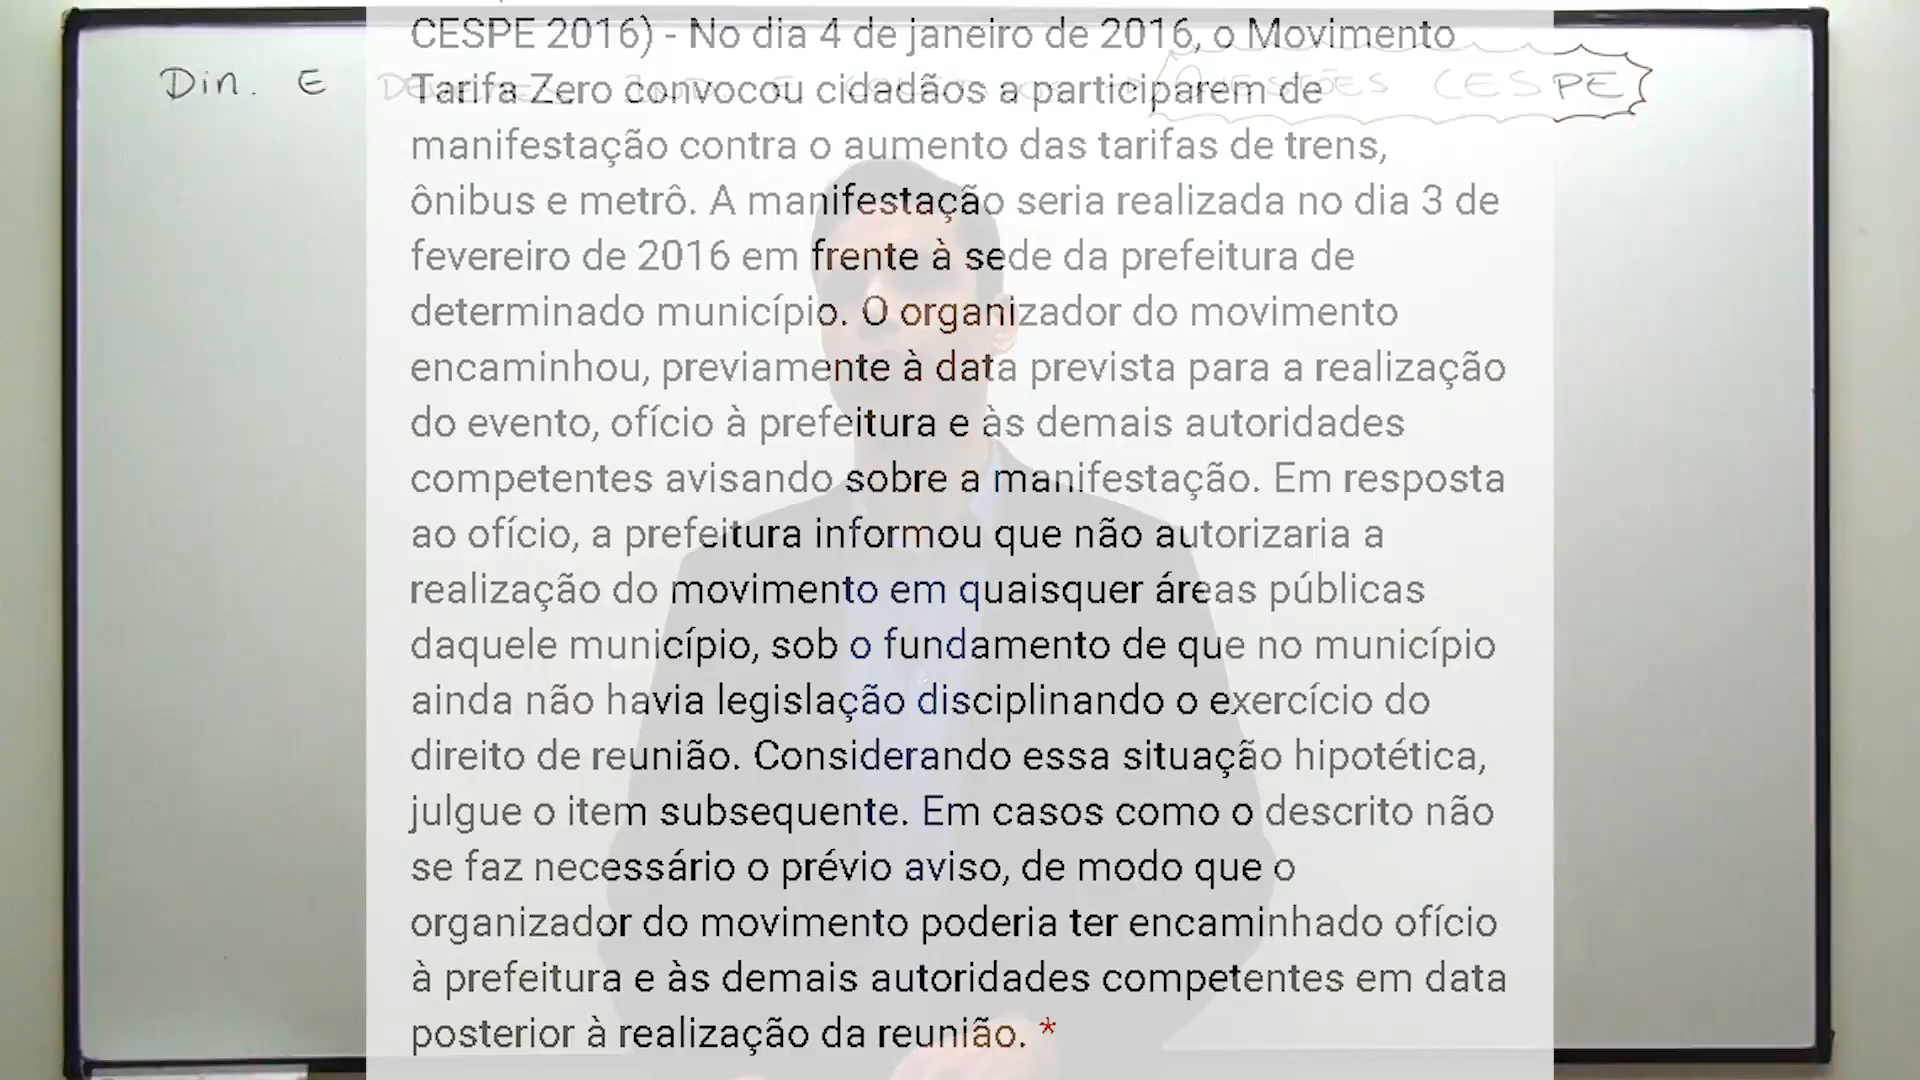 CESPE 2016) - No dia 4 de janeiro de 2016, o Movimento
Din. E DEVERES IND. E COLETIVOS QUESTÕES CESPE
Tarifa Zero convocou cidadãos a participarem de
manifestação contra o aumento das tarifas de trens,
ônibus e metrô. A manifestação seria realizada no dia 3 de
fevereiro de 2016 em frente à sede da prefeitura de
determinado município. O organizador do movimento
encaminhou, previamente à data prevista para a realização
do evento, ofício à prefeitura e às demais autoridades
competentes avisando sobre a manifestação. Em resposta
ao ofício, a prefeitura informou que não autorizaria a
realização do movimento em quaisquer áreas públicas
daquele município, sob o fundamento de que no município
ainda não havia legislação disciplinando o exercício do
direito de reunião. Considerando essa situação hipotética,
julgue o item subsequente. Em casos como o descrito não
se faz necessário o prévio aviso, de modo que o
organizador do movimento poderia ter encaminhado ofício
à prefeitura e às demais autoridades competentes em data
posterior à realização da reunião. *